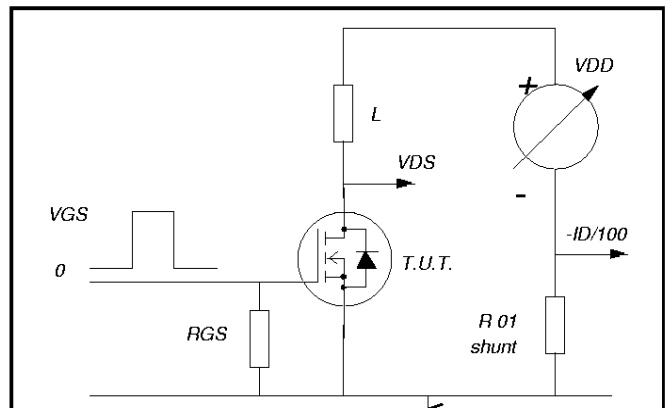 VDD
+
L
VDS
-
VGS
-ID/100
0
T.U.T.
RGS
R 01
shunt